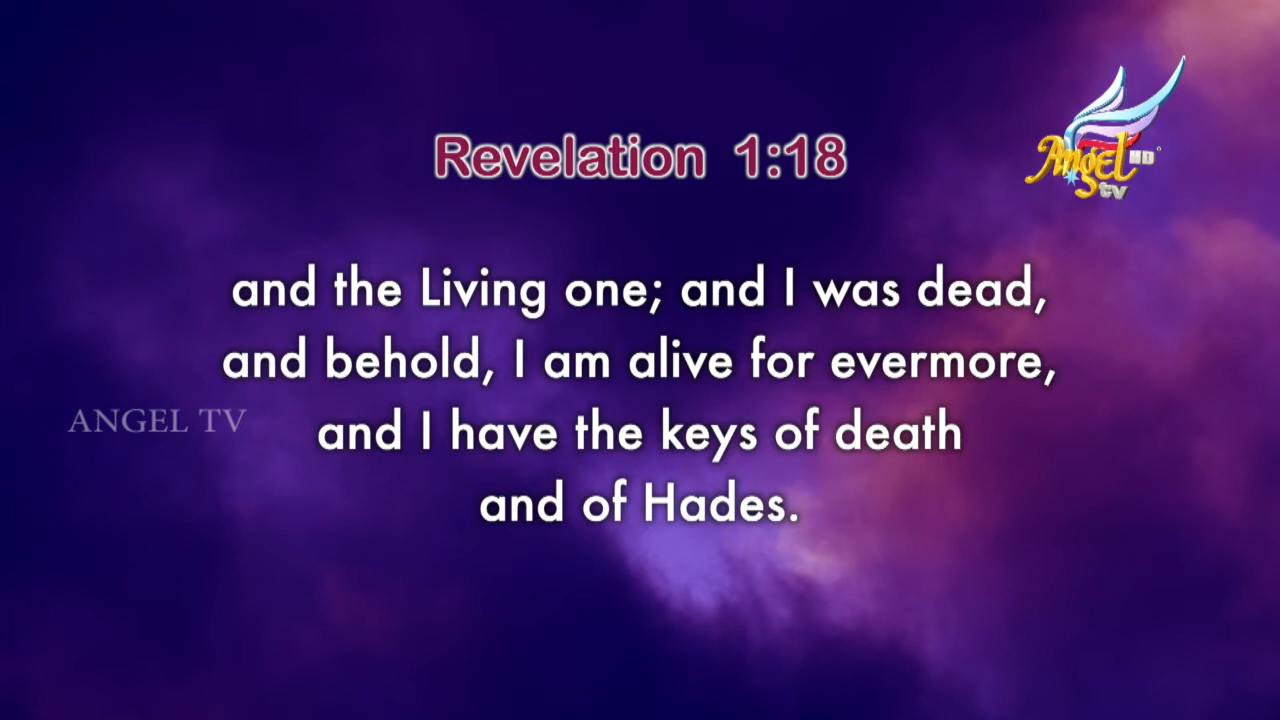 Revelation 1:18
Angel HD
tv
and the Living one; and I was dead,
and behold, I am alive for evermore,
ANGEL TV
and I have the keys of death
and of Hades.